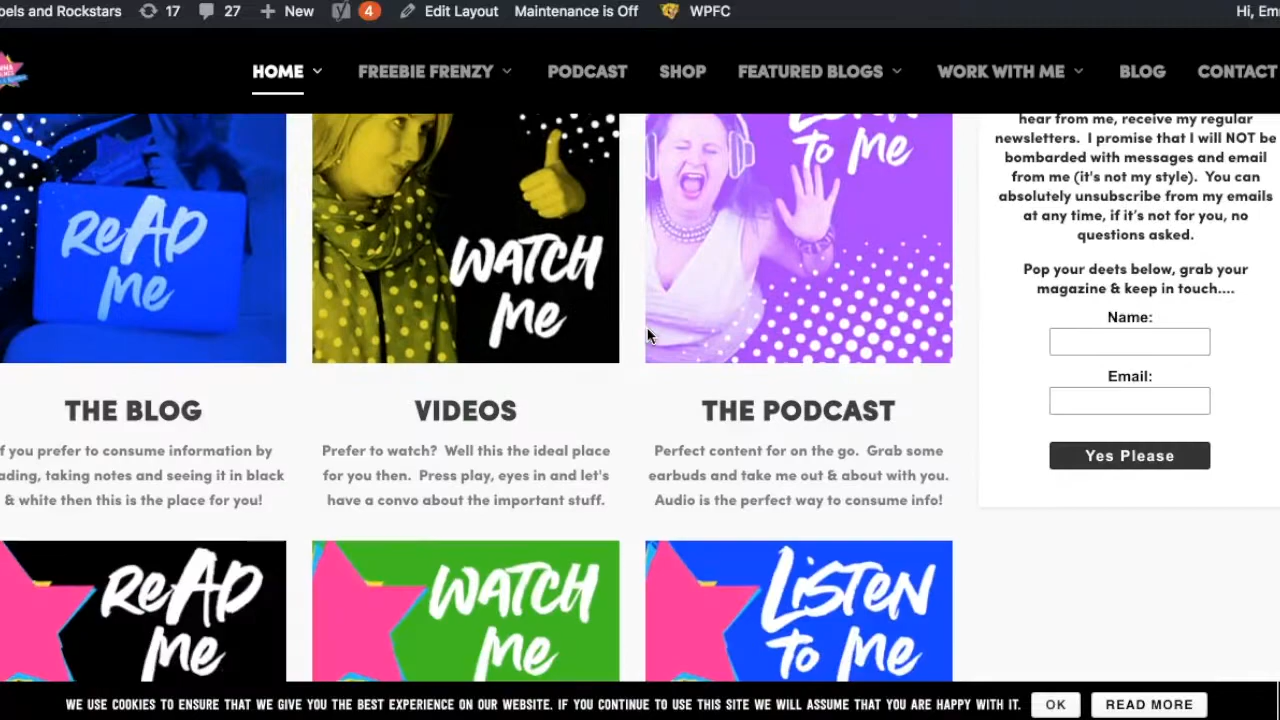 bels and Rockstars 17 27 New 4 Edit Layout Maintenance is Off WPFC Hi, Em
HOME FREEBIE FRENZY PODCAST SHOP FEATURED BLOGS WORK WITH ME BLOG CONTACT
ReAD
Me
WATCH
Me
LiSTEN
To Me
hear from me, receive my regular
newsletters. I promise that I will NOT be
bombarded with messages and email
from me (it's not my style). You can
absolutely unsubscribe from my emails
at any time, if it's not for you, no
questions asked.
Pop your deets below, grab your
magazine & keep in touch....
Name:
Email:
Yes Please
THE BLOG
f you prefer to consume information by
ading, taking notes and seeing it in black
& white then this is the place for you!
VIDEOS
Prefer to watch? Well this the ideal place
for you then. Press play, eyes in and let's
have a convo about the important stuff.
THE PODCAST
Perfect content for on the go. Grab some
earbuds and take me out & about with you.
Audio is the perfect way to consume info!
ReAD
Me
WATCH
Me
LiSTEN
To Me
WE USE COOKIES TO ENSURE THAT WE GIVE YOU THE BEST EXPERIENCE ON OUR WEBSITE. IF YOU CONTINUE TO USE THIS SITE WE WILL ASSUME THAT YOU ARE HAPPY WITH IT. OK READ MORE